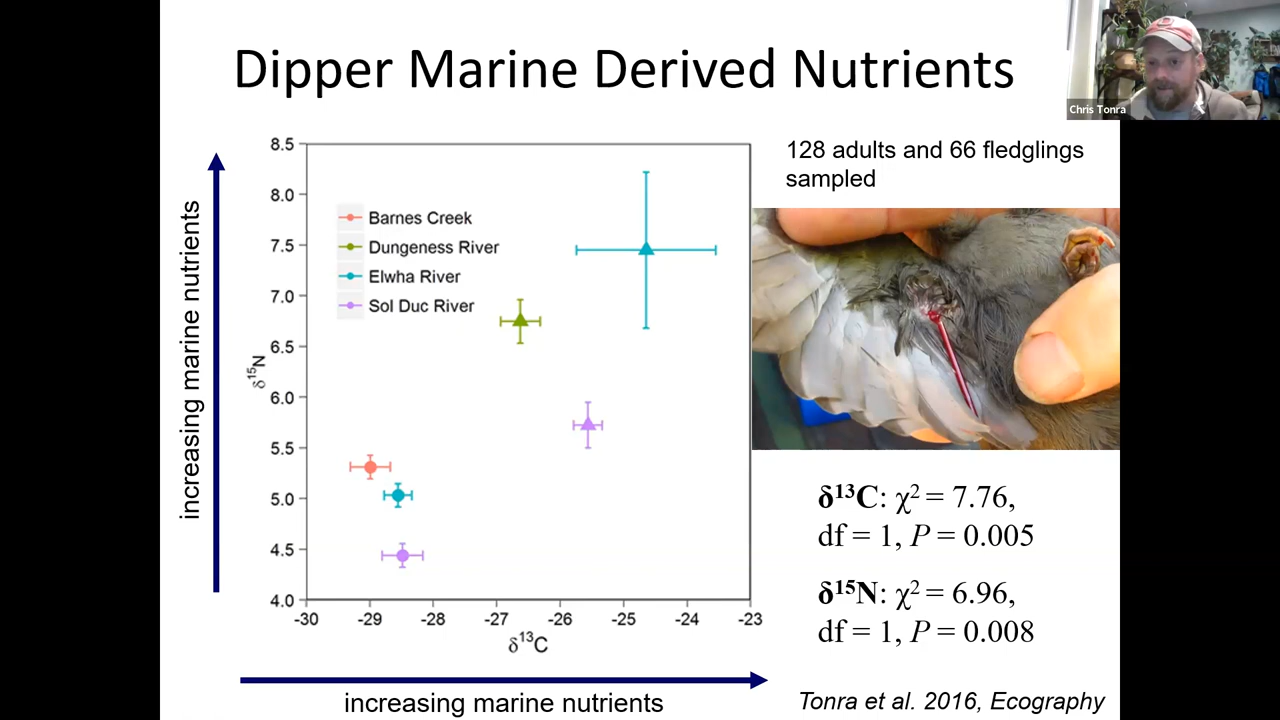 Dipper Marine Derived Nutrients
Chris Tonra
128 adults and 66 fledglings
sampled
increasing marine nutrients
8.5
8.0
7.5
7.0
6.5
6.0
5.5
5.0
4.5
4.0
δ¹⁵N
Barnes Creek
Dungeness River
Elwha River
Sol Duc River
-30 -29 -28 -27 -26 -25 -24 -23
δ¹³C
increasing marine nutrients
δ¹³C: χ² = 7.76,
df = 1, P = 0.005
δ¹⁵N: χ² = 6.96,
df = 1, P = 0.008
Tonra et al. 2016, Ecography